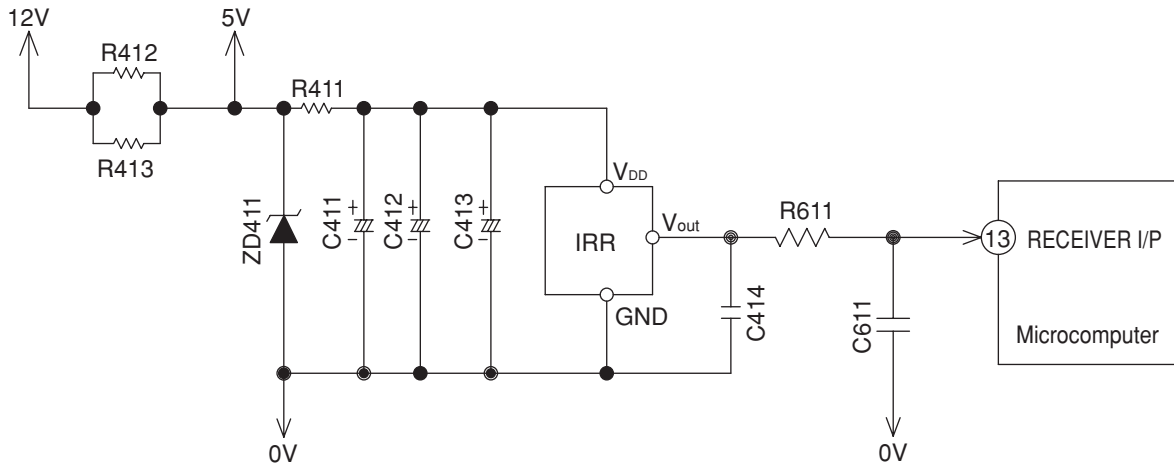 12V
5V
R412
R411
R413
VDD
ZD411
C411
+
–
C412
+
–
C413
+
–
IRR
Vout
GND
C414
R611
C611
13
RECEIVER I/P
Microcomputer
0V
0V